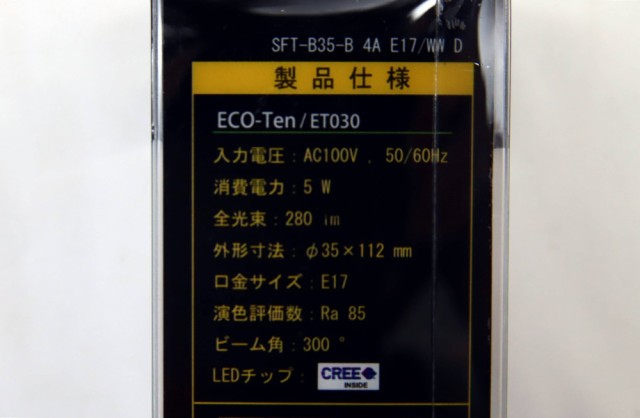 SFT-B35-B 4A E17/WW D
製品仕様
ECO-Ten/ET030
入力電圧:AC100V, 50/60Hz
消費電力:5 W
全光束:280 lm
外形寸法:φ35×112 mm
口金サイズ:E17
演色評価数:Ra 85
ビーム角:300 °
LEDチップ:CREE INSIDE